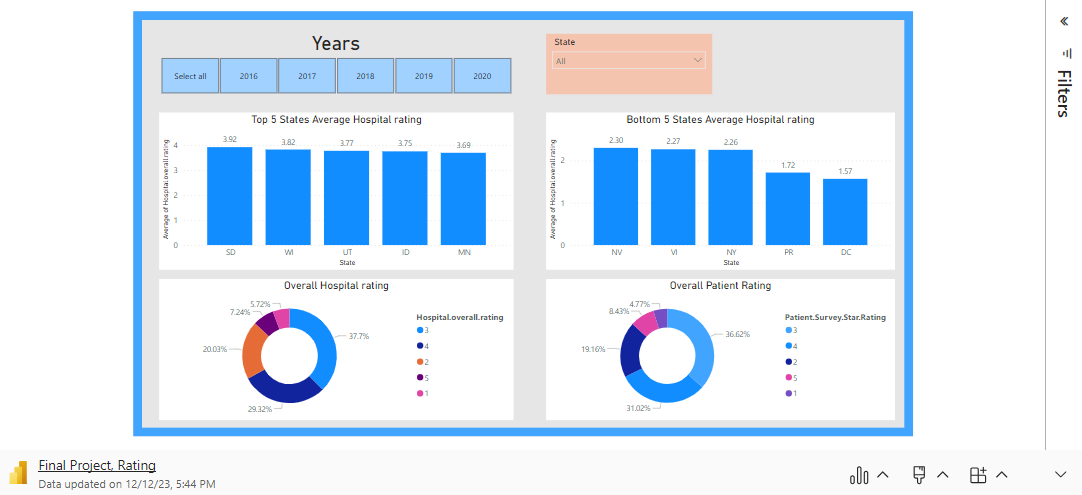 Years
Select all 2016 2017 2018 2019 2020
State
All
Filters
Top 5 States Average Hospital rating
Average of Hospital.overall.rating
4
3
2
1
0
3.92 3.82 3.77 3.75 3.69
SD WI UT ID MN
State
Bottom 5 States Average Hospital rating
Average of Hospital.overall.rating
2
1
0
2.30 2.27 2.26 1.72 1.57
NV VI NY PR DC
State
Overall Hospital rating
5.72%
7.24%
20.03%
29.32%
37.7%
Hospital.overall.rating
3
4
2
5
1
Overall Patient Rating
4.77%
8.43%
19.16%
31.02%
36.62%
Patient.Survey.Star.Rating
3
4
2
5
1
Final Project, Rating
Data updated on 12/12/23, 5:44 PM